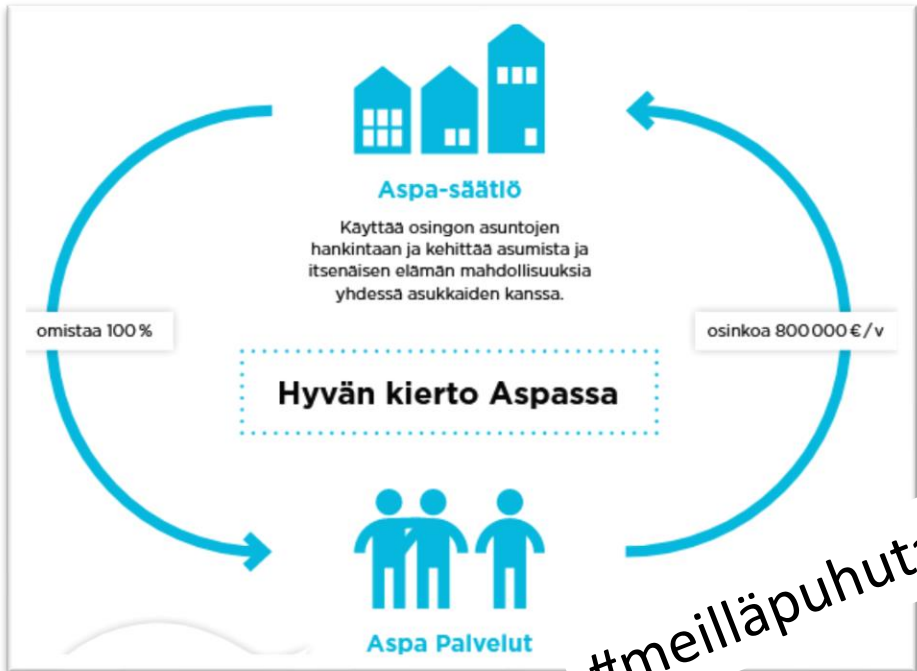 Aspa-säätiö
Käyttää osingon asuntojen
hankintaan ja kehittää asumista ja
itsenäisen elämän mahdollisuuksia
yhdessä asukkaiden kanssa.
omistaa 100 %
osinkoa 800 000 € / v
Hyvän kierto Aspassa
Aspa Palvelut